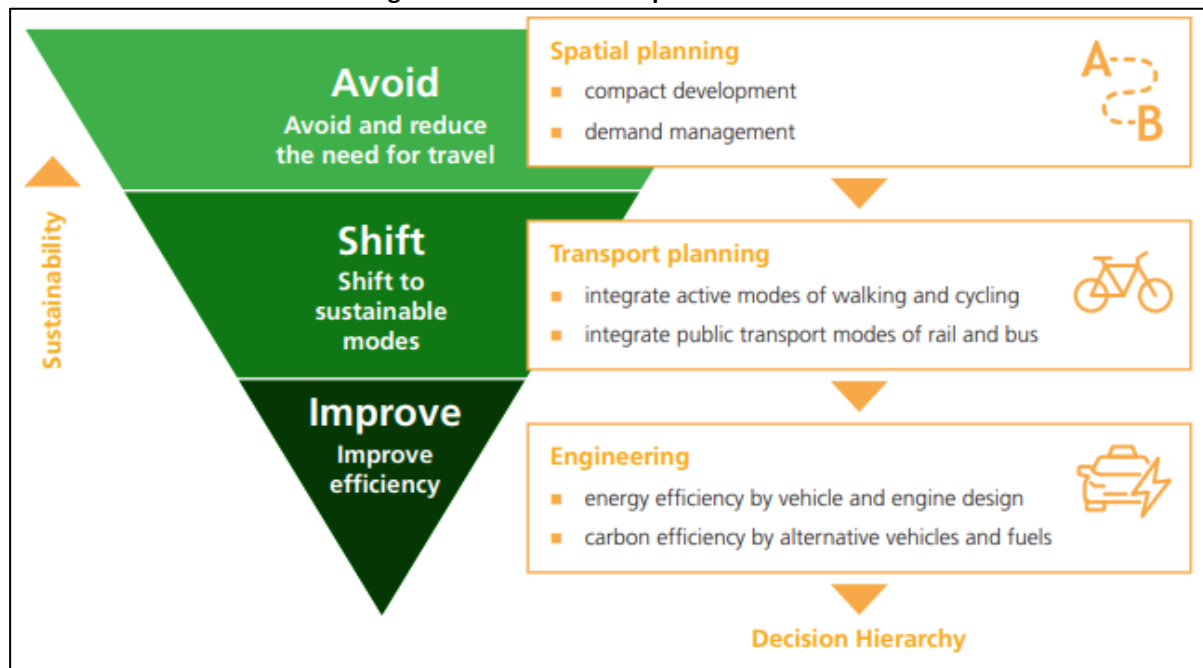 Avoid
Avoid and reduce
the need for travel
Spatial planning
compact development
demand management
A
B
Sustainability
Shift
Shift to
sustainable
modes
Transport planning
integrate active modes of walking and cycling
integrate public transport modes of rail and bus
Improve
Improve
efficiency
Engineering
energy efficiency by vehicle and engine design
carbon efficiency by alternative vehicles and fuels
Decision Hierarchy